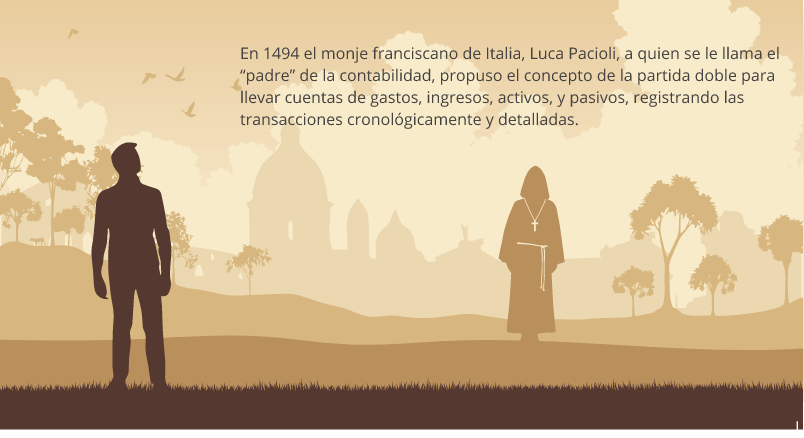 En 1494 el monje franciscano de Italia, Luca Pacioli, a quien se le llama el
“padre” de la contabilidad, propuso el concepto de la partida doble para
llevar cuentas de gastos, ingresos, activos, y pasivos, registrando las
transacciones cronológicamente y detalladas.